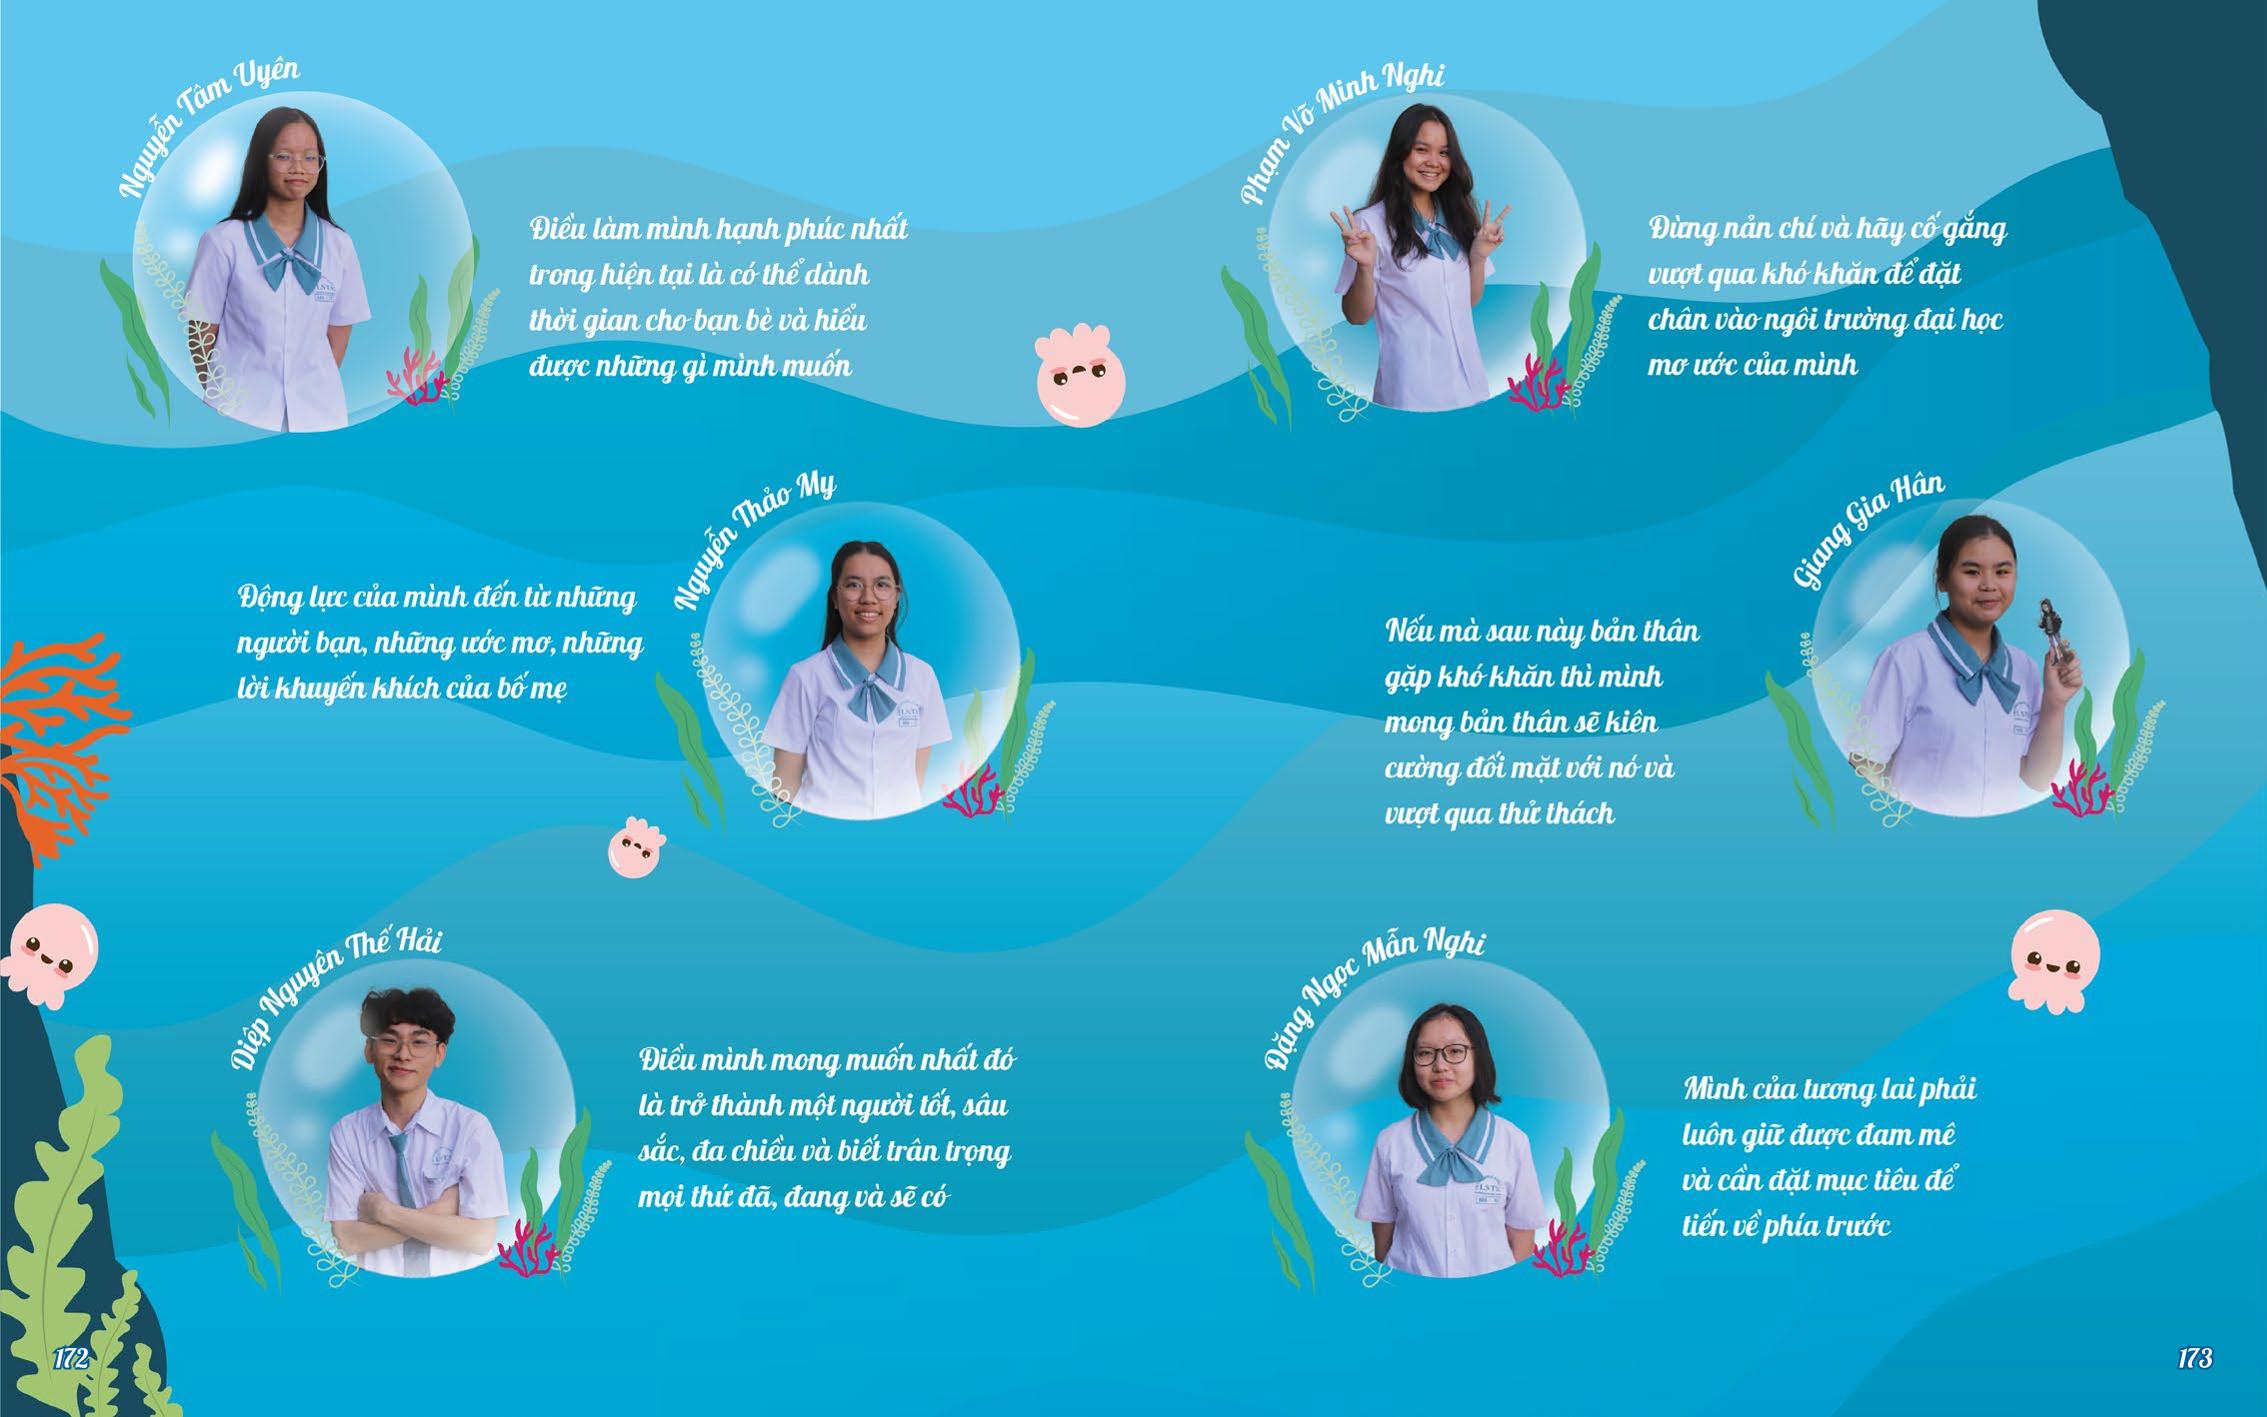 Nguyễn Tâm Uyên
Điều làm mình hạnh phúc nhất
trong hiện tại là có thể dành
thời gian cho bạn bè và hiểu
được những gì mình muốn
Nguyễn Thảo My
Động lực của mình đến từ những
người bạn, những ước mơ, những
lời khuyến khích của bố mẹ
Diệp Nguyên Thế Hải
Điều mình mong muốn nhất đó
là trở thành một người tốt, sâu
sắc, đa chiều và biết trân trọng
mọi thứ đã, đang và sẽ có
172
Phạm Võ Minh Nghi
Đừng nản chí và hãy cố gắng
vượt qua khó khăn để đặt
chân vào ngôi trường đại học
mơ ước của mình
Giang Gia Hân
Nếu mà sau này bản thân
gặp khó khăn thì mình
mong bản thân sẽ kiên
cường đối mặt với nó và
vượt qua thử thách
Đặng Ngọc Mẫn Nghi
Mình của tương lai phải
luôn giữ được đam mê
và cần đặt mục tiêu để
tiến về phía trước
173